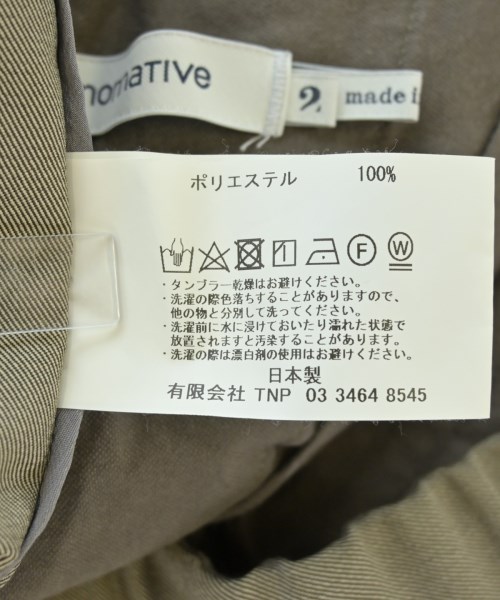 nomative
2
made i
ポリエステル 100%
F W
・タンブラー乾燥はお避けください。
・洗濯の際色落ちすることがありますので、
他の物と分別して洗ってください。
・洗濯前に水に浸けておいたり濡れた状態で
放置されますと汚染することがあります。
・洗濯の際は漂白剤の使用はお避けください。
日本製
有限会社 TNP 03 3464 8545